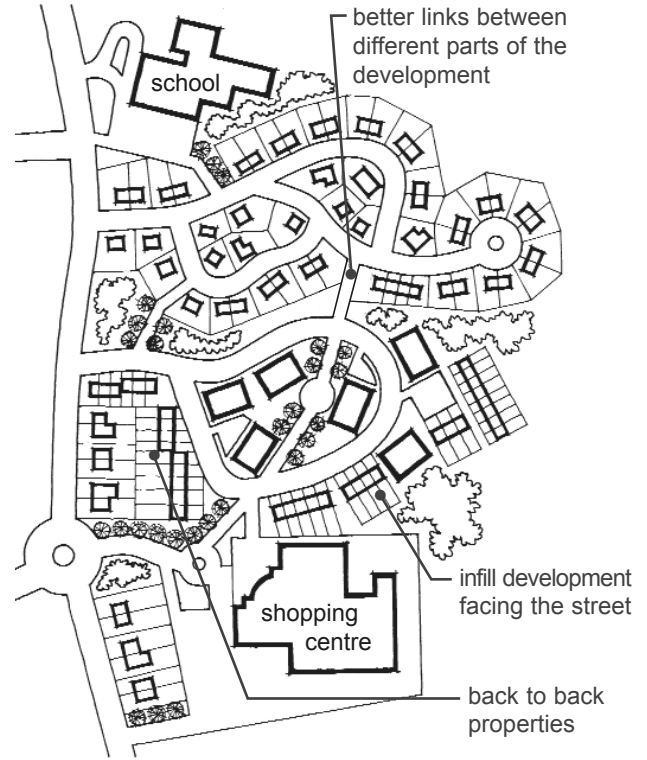 better links between
different parts of the
development
school
infill development
facing the street
shopping
centre
back to back
properties